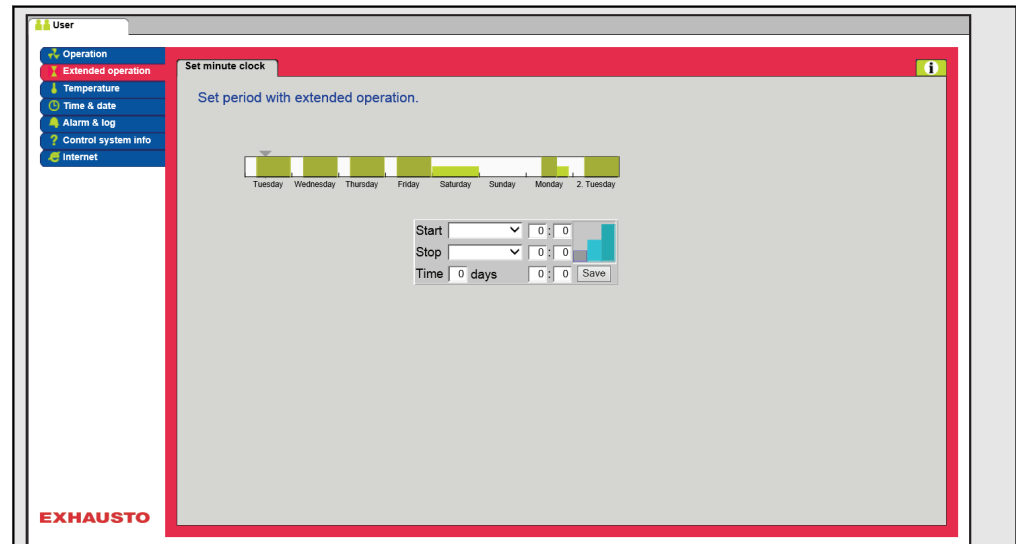 User
Operation
Extended operation
Temperature
Time & date
Alarm & log
? Control system info
Internet
Set minute clock
i
Set period with extended operation.
Tuesday Wednesday Thursday Friday Saturday Sunday Monday 2. Tuesday
Start 0 : 0
Stop 0 : 0
Time 0 days 0 : 0 Save
EXHAUSTO